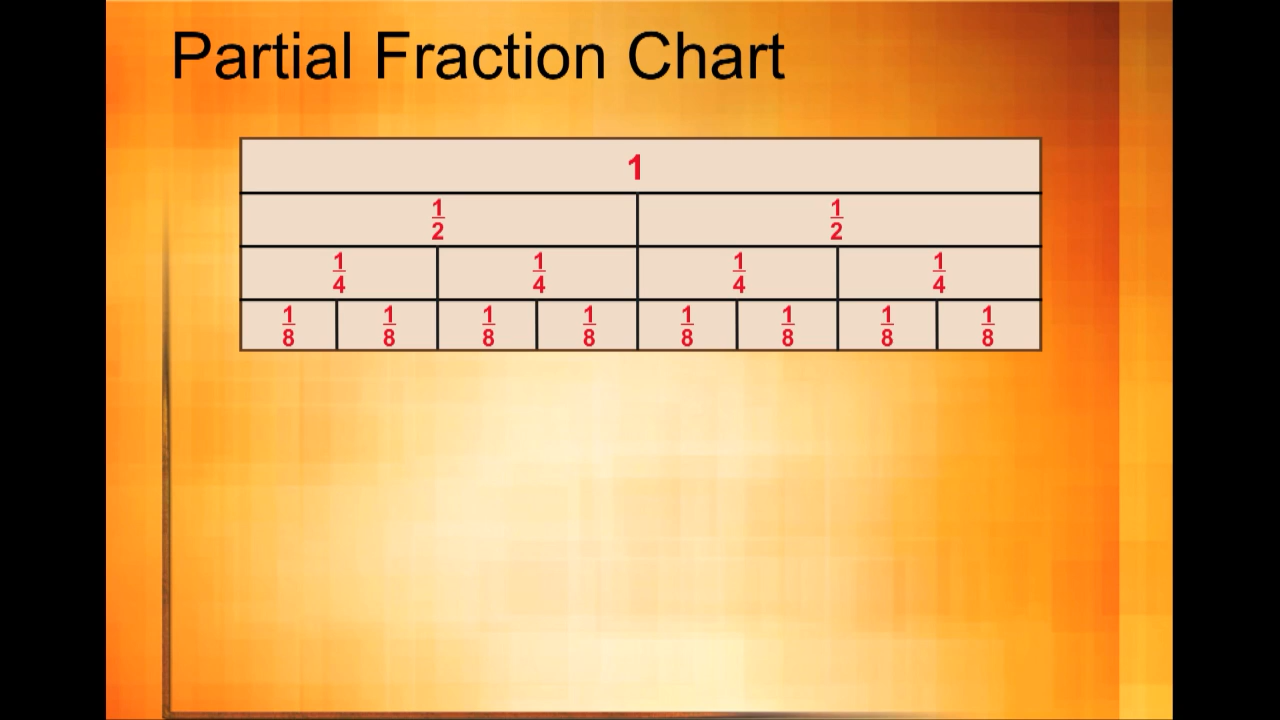 Partial Fraction Chart
1
1/2 1/2
1/4 1/4 1/4 1/4
1/8 1/8 1/8 1/8 1/8 1/8 1/8 1/8